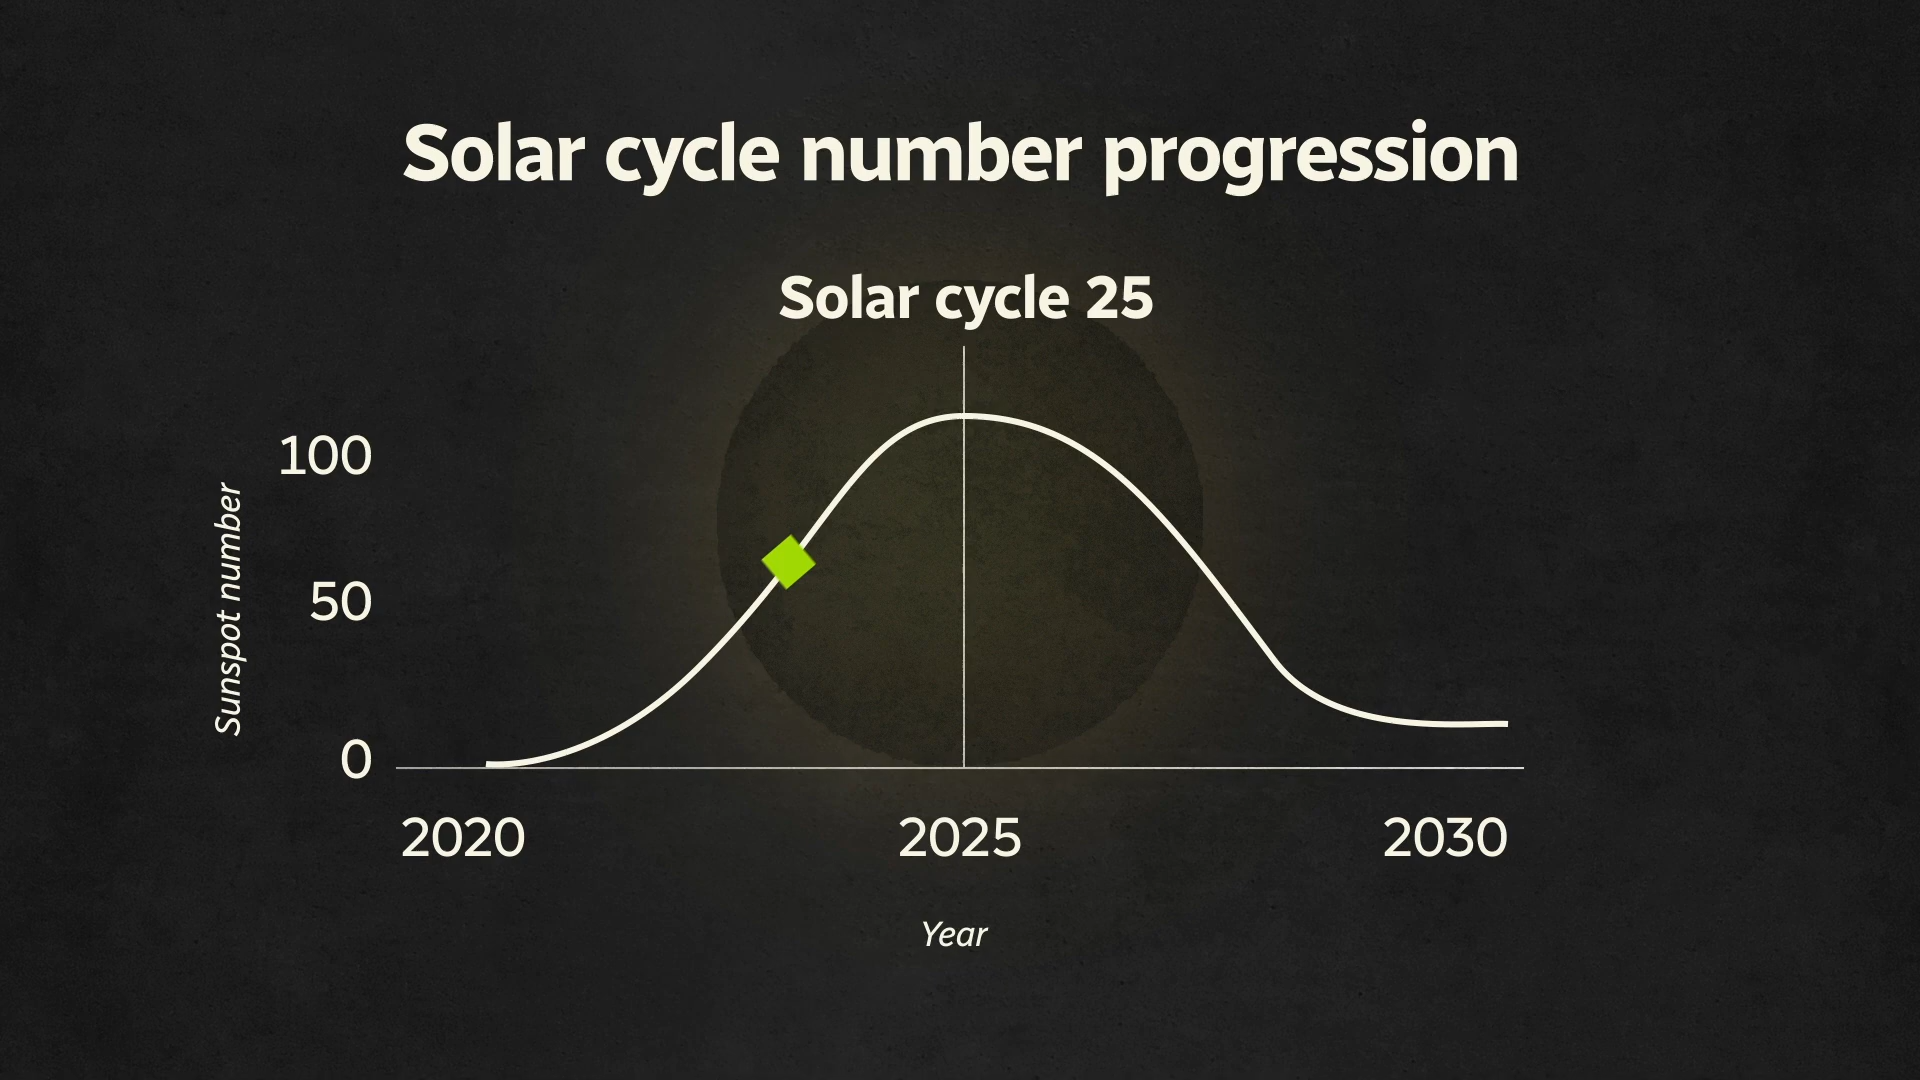 Solar cycle number progression
Solar cycle 25
100
50
0
Sunspot number
2020
2025
2030
Year